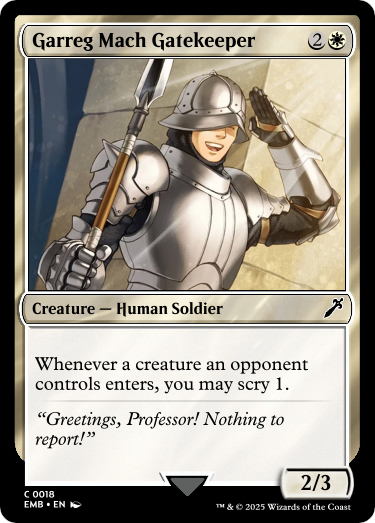 Garreg Mach Gatekeeper 2
Creature — Human Soldier
Whenever a creature an opponent
controls enters, you may scry 1.
“Greetings, Professor! Nothing to
report!”
2/3
C 0018
EMB • EN
™ & © 2025 Wizards of the Coast